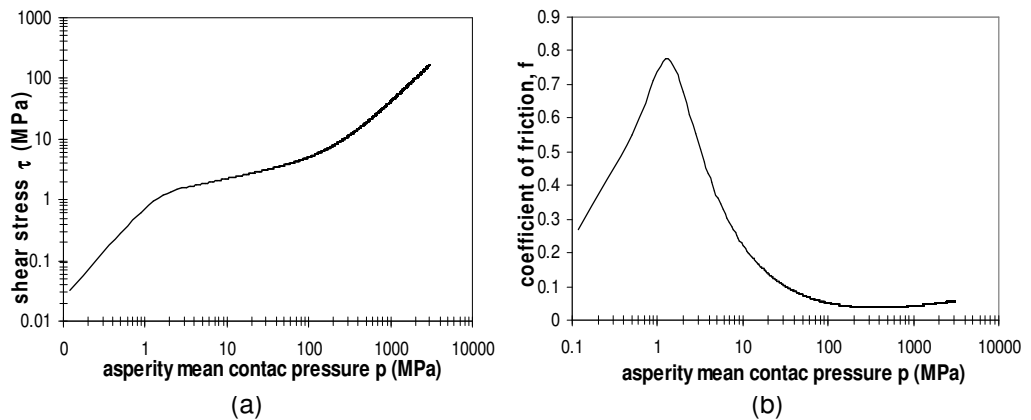 1000
100
10
1
0.1
0.01
shear stress τ (MPa)
0 1 10 100 1000 10000
asperity mean contac pressure p (MPa)
(a)
0.9
0.8
0.7
0.6
0.5
0.4
0.3
0.2
0.1
0
coefficient of friction, f
0.1 1 10 100 1000 10000
asperity mean contac pressure p (MPa)
(b)